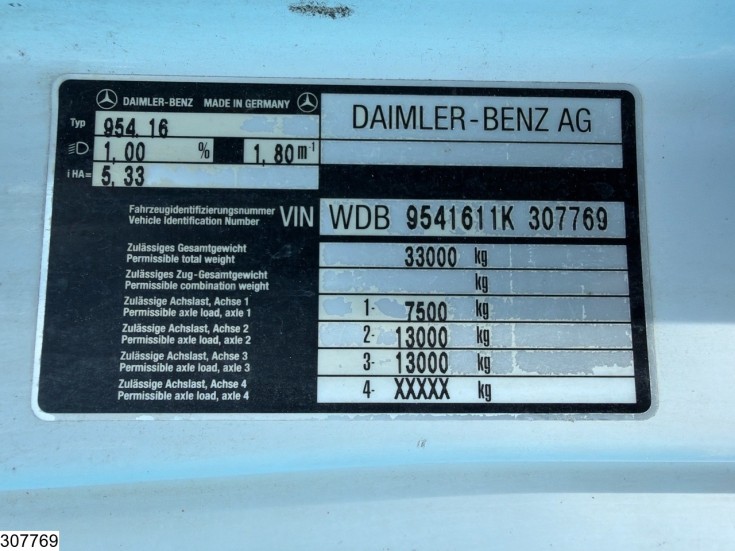 DAIMLER-BENZ MADE IN GERMANY
DAIMLER-BENZ AG
Typ 954.16
1,00 % 1,80 m-1
i HA= 5,33
Fahrzeugidentifizierungsnummer
Vehicle Identification Number
VIN WDB 9541611K 307769
Zulässiges Gesamtgewicht
Permissible total weight
33000 kg
Zulässiges Zug-Gesamtgewicht
Permissible combination weight
kg
Zulässige Achslast, Achse 1
Permissible axle load, axle 1
1- 7500 kg
Zulässige Achslast, Achse 2
Permissible axle load, axle 2
2- 13000 kg
Zulässige Achslast, Achse 3
Permissible axle load, axle 3
3- 13000 kg
Zulässige Achslast, Achse 4
Permissible axle load, axle 4
4- XXXXX kg
307769